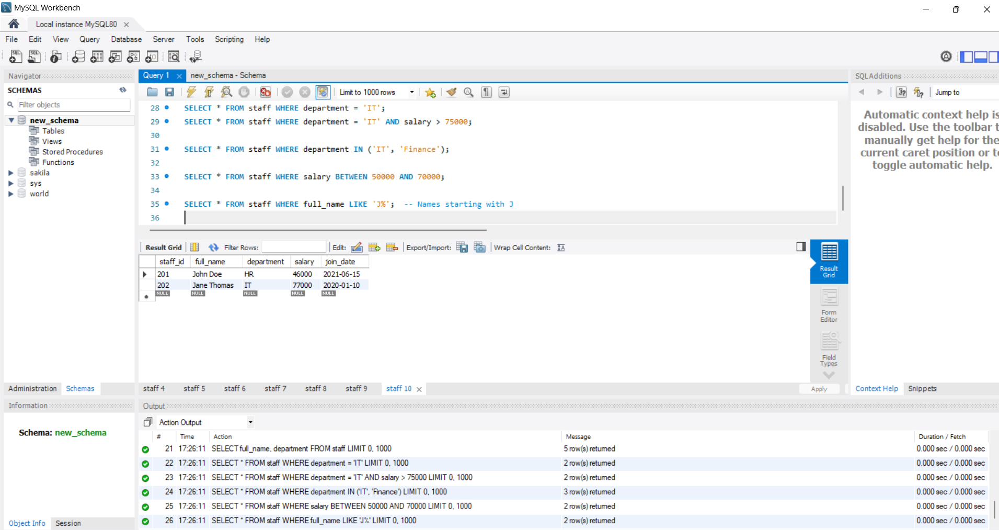 MySQL Workbench
Local instance MySQL80
File Edit View Query Database Server Tools Scripting Help
Navigator
SCHEMAS
Filter objects
new_schema
Tables
Views
Stored Procedures
Functions
sakila
sys
world
Administration Schemas
Information
Schema: new_schema
Object Info Session
Query 1 new_schema - Schema
Limit to 1000 rows
28 SELECT * FROM staff WHERE department = 'IT';
29 SELECT * FROM staff WHERE department = 'IT' AND salary > 75000;
30
31 SELECT * FROM staff WHERE department IN ('IT', 'Finance');
32
33 SELECT * FROM staff WHERE salary BETWEEN 50000 AND 70000;
34
35 SELECT * FROM staff WHERE full_name LIKE 'J%'; -- Names starting with J
36
Result Grid Filter Rows: Edit: Export/Import: Wrap Cell Content:
staff_id full_name department salary join_date
201 John Doe HR 46000 2021-06-15
202 Jane Thomas IT 77000 2020-01-10
NULL NULL NULL NULL NULL
Result
Grid
Form
Editor
Field
Types
staff 4 staff 5 staff 6 staff 7 staff 8 staff 9 staff 10
Apply
SQLAdditions
Jump to
Automatic context help is
disabled. Use the toolbar t
manually get help for the
current caret position or to
toggle automatic help.
Context Help Snippets
Output
Action Output
# Time Action Message Duration / Fetch
21 17:26:11 SELECT full_name, department FROM staff LIMIT 0, 1000 5 row(s) returned 0.000 sec / 0.000 sec
22 17:26:11 SELECT * FROM staff WHERE department = 'IT' LIMIT 0, 1000 2 row(s) returned 0.000 sec / 0.000 sec
23 17:26:11 SELECT * FROM staff WHERE department = 'IT' AND salary > 75000 LIMIT 0, 1000 2 row(s) returned 0.000 sec / 0.000 sec
24 17:26:11 SELECT * FROM staff WHERE department IN ('IT', 'Finance') LIMIT 0, 1000 3 row(s) returned 0.000 sec / 0.000 sec
25 17:26:11 SELECT * FROM staff WHERE salary BETWEEN 50000 AND 70000 LIMIT 0, 1000 2 row(s) returned 0.000 sec / 0.000 sec
26 17:26:11 SELECT * FROM staff WHERE full_name LIKE 'J%' LIMIT 0, 1000 2 row(s) returned 0.000 sec / 0.000 sec